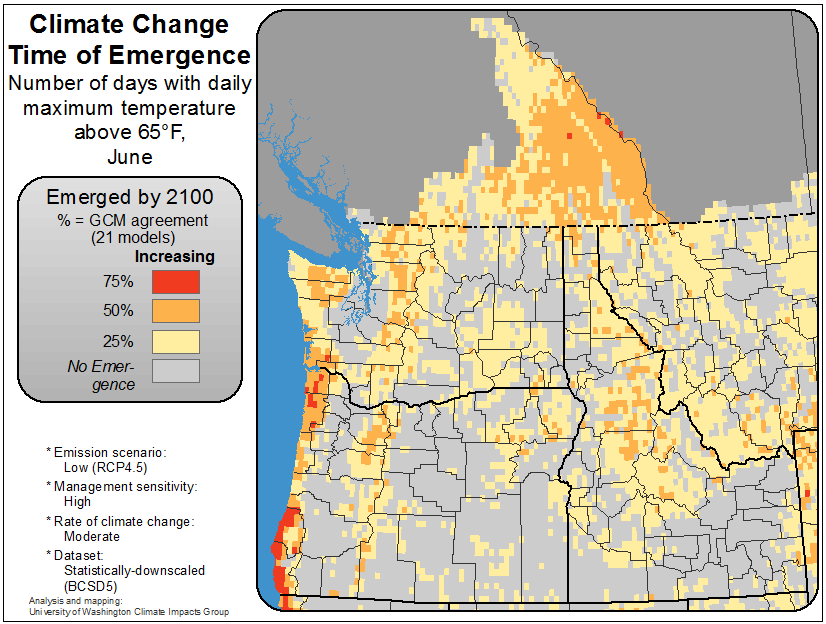 Climate Change
Time of Emergence
Number of days with daily
maximum temperature
above 65°F,
June
Emerged by 2100
% = GCM agreement
(21 models)
Increasing
75%
50%
25%
No Emer-
gence
* Emission scenario:
Low (RCP4.5)
* Management sensitivity:
High
* Rate of climate change:
Moderate
* Dataset:
Statistically-downscaled
(BCSD5)
Analysis and mapping:
University of Washington Climate Impacts Group